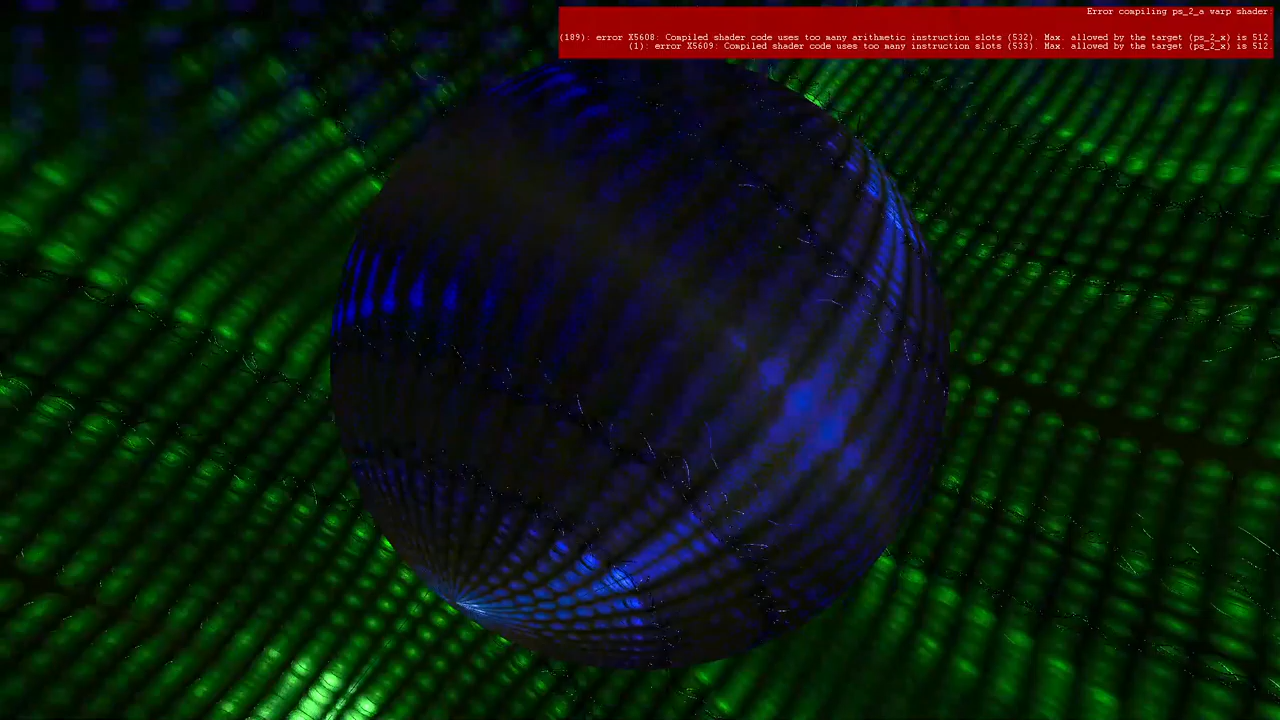 Error compiling ps_2_a warp shader:
(189): error X5608: Compiled shader code uses too many arithmetic instruction slots (532). Max. allowed by the target (ps_2_x) is 512.
(1): error X5609: Compiled shader code uses too many instruction slots (533). Max. allowed by the target (ps_2_x) is 512.